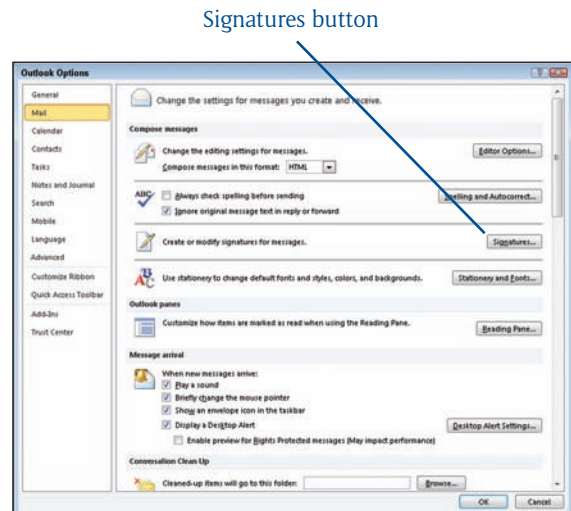 Signatures button
Outlook Options
General
Mail
Calendar
Contacts
Tasks
Notes and Journal
Search
Mobile
Language
Advanced
Customize Ribbon
Quick Access Toolbar
Add-Ins
Trust Center
Change the settings for messages you create and receive.
Compose messages
Change the editing settings for messages.
Editor Options...
Compose messages in this format: HTML
ABC
Always check spelling before sending
Spelling and Autocorrect...
Ignore original message text in reply or forward
Create or modify signatures for messages.
Signatures...
Use stationery to change default fonts and styles, colors, and backgrounds.
Stationery and Fonts...
Outlook panes
Customize how items are marked as read when using the Reading Pane.
Reading Pane...
Message arrival
When new messages arrive:
Play a sound
Briefly change the mouse pointer
Show an envelope icon in the taskbar
Display a Desktop Alert
Desktop Alert Settings...
Enable preview for Rights Protected messages (May impact performance)
Conversation Clean Up
Cleaned-up items will go to this folder:
Browse...
OK
Cancel